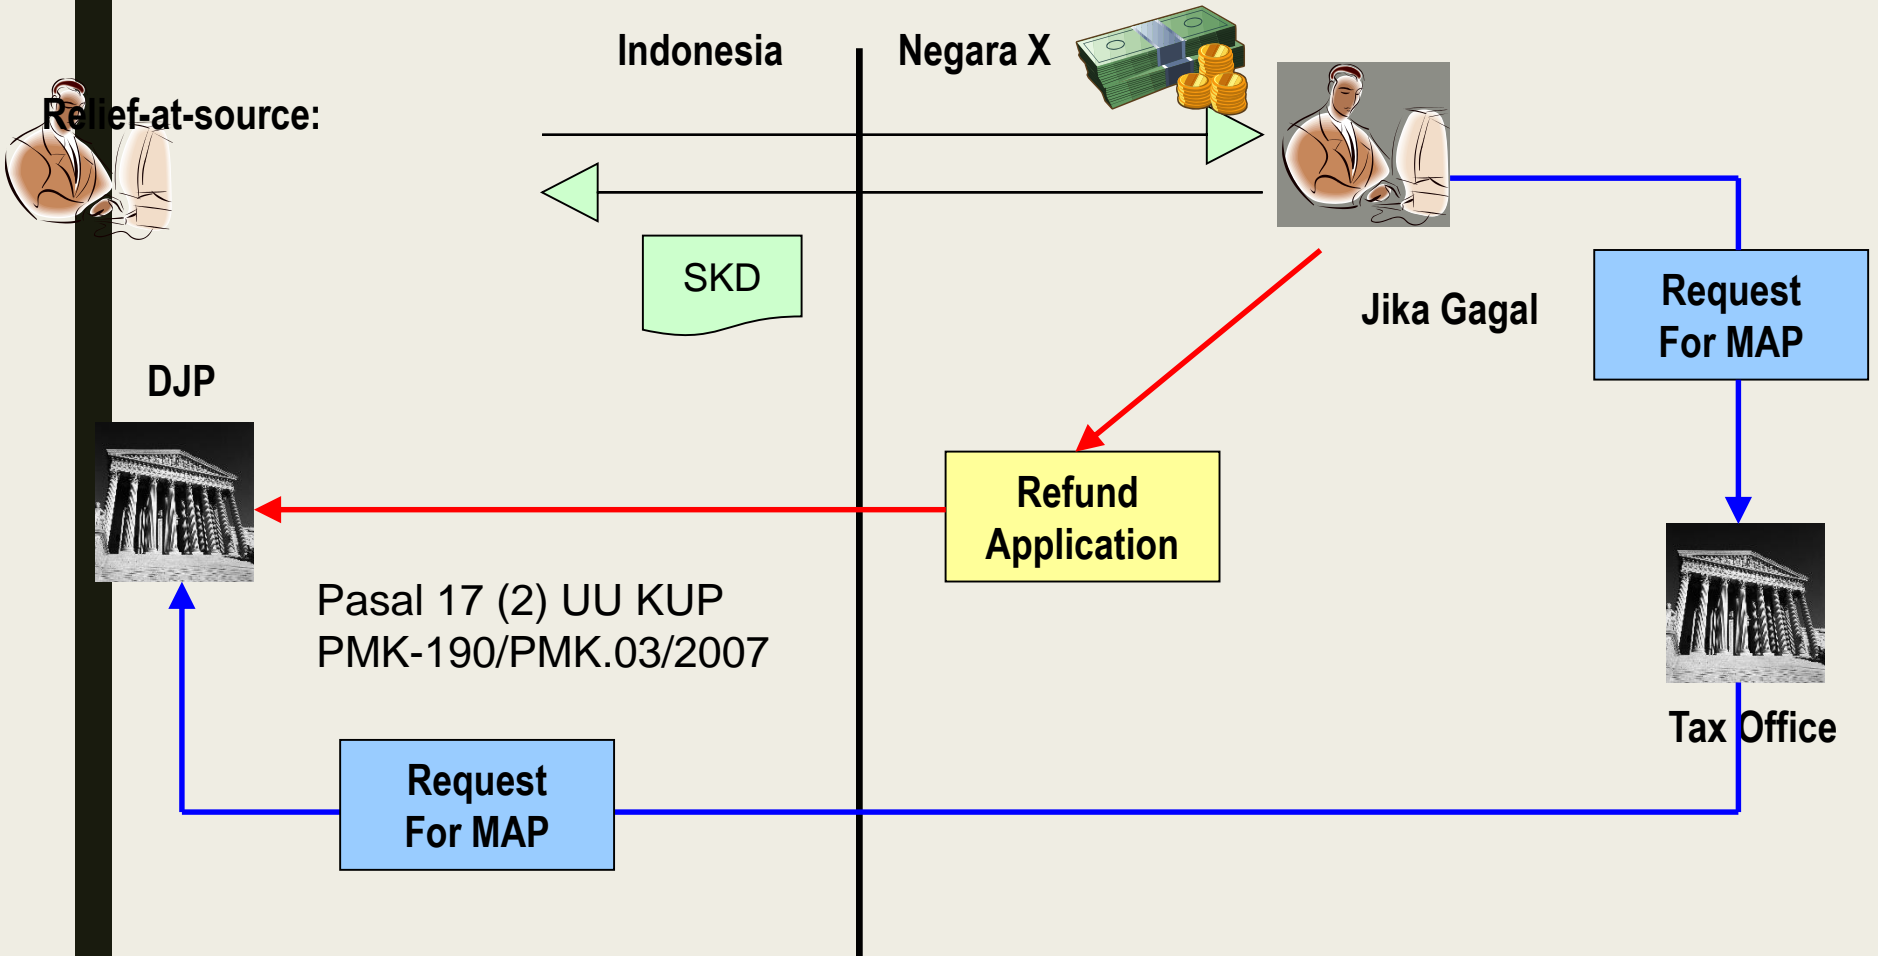 Indonesia
Negara X
Relief-at-source:
SKD
Jika Gagal
Request
For MAP
DJP
Refund
Application
Pasal 17 (2) UU KUP
PMK-190/PMK.03/2007
Tax Office
Request
For MAP